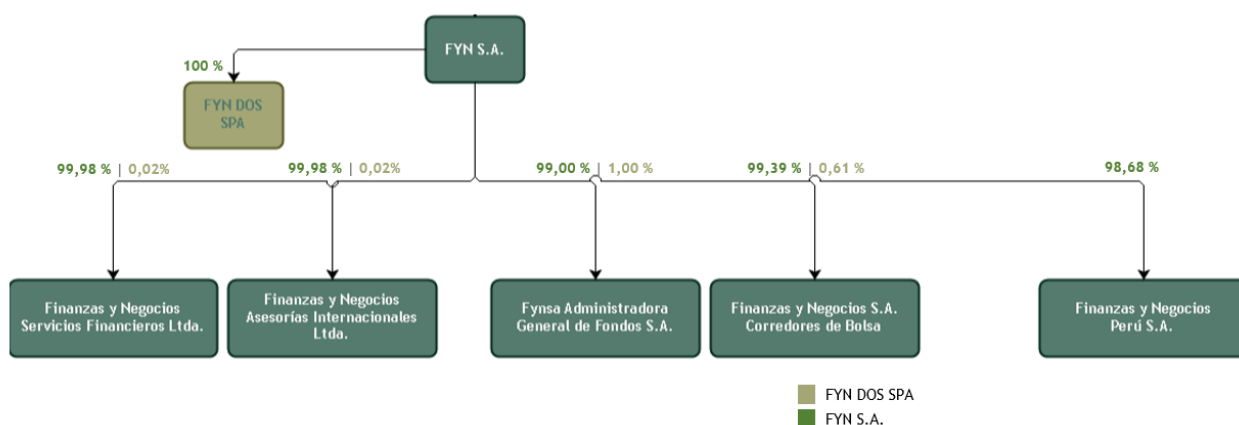 FYN S.A.
100 %
FYN DOS
SPA
99,98 % | 0,02%
99,98 % | 0,02%
99,00 % | 1,00 %
99,39 % | 0,61 %
98,68 %
Finanzas y Negocios
Servicios Financieros Ltda.
Finanzas y Negocios
Asesorías Internacionales
Ltda.
Fynsa Administradora
General de Fondos S.A.
Finanzas y Negocios S.A.
Corredores de Bolsa
Finanzas y Negocios
Perú S.A.
FYN DOS SPA
FYN S.A.